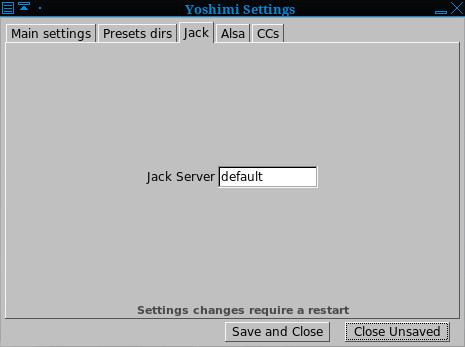 Yoshimi Settings
Main settings Presets dirs Jack Alsa CCs
Jack Server default
Settings changes require a restart
Save and Close Close Unsaved